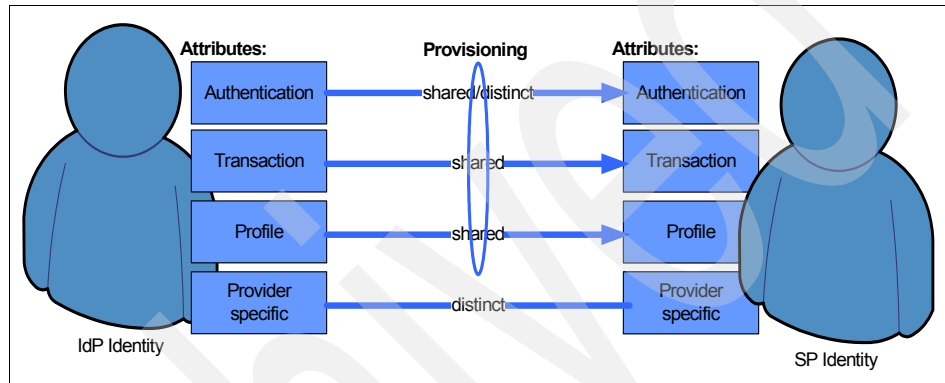 Attributes:
Provisioning
Attributes:
Authentication
shared/distinct
Authentication
Transaction
shared
Transaction
Profile
shared
Profile
Provider
specific
distinct
Provider
specific
IdP Identity
SP Identity